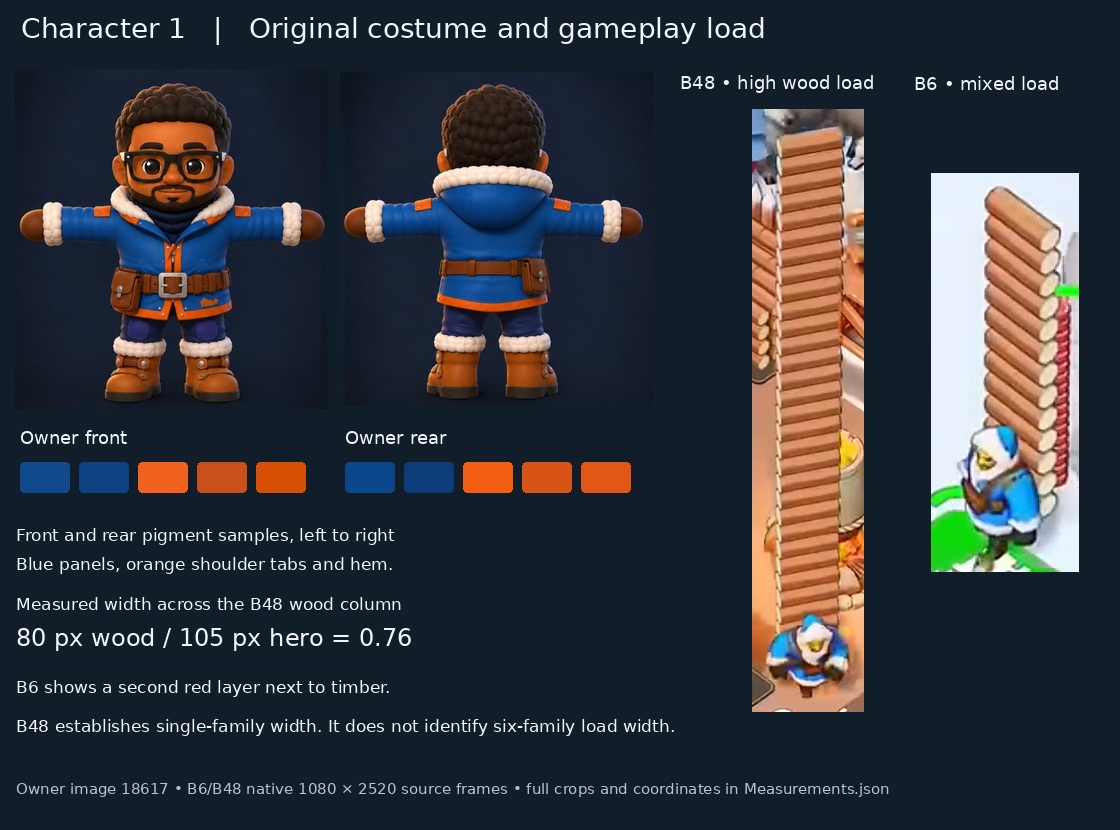 Character 1 | Original costume and gameplay load
B48 • high wood load
B6 • mixed load
Owner front
Owner rear
Front and rear pigment samples, left to right
Blue panels, orange shoulder tabs and hem.
Measured width across the B48 wood column
80 px wood / 105 px hero = 0.76
B6 shows a second red layer next to timber.
B48 establishes single-family width. It does not identify six-family load width.
Owner image 18617 • B6/B48 native 1080 × 2520 source frames • full crops and coordinates in Measurements.json